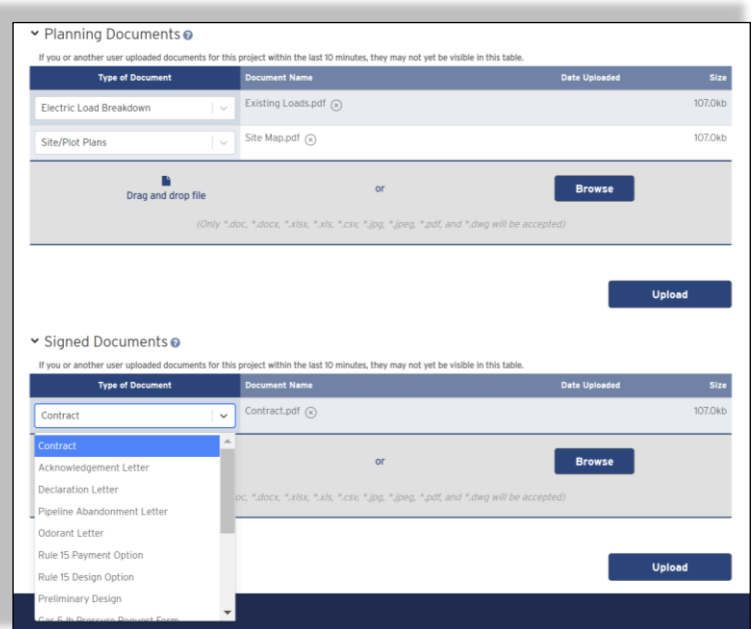 Planning Documents
If you or another user uploaded documents for this project within the last 10 minutes, they may not yet be visible in this table.
Type of Document Document Name Date Uploaded Size
Electric Load Breakdown Existing Loads.pdf 107.0kb
Site/Plot Plans Site Map.pdf 107.0kb
Drag and drop file or Browse
(Only *.doc, *.docx, *.xlsx, *.xls, *.csv, *.jpg, *.jpeg, *.pdf, and *.dwg will be accepted)
Upload
Signed Documents
If you or another user uploaded documents for this project within the last 10 minutes, they may not yet be visible in this table.
Type of Document Document Name Date Uploaded Size
Contract Contract.pdf 107.0kb
Contract
Acknowledgement Letter
or Browse
Declaration Letter
oc, *.docx, *.xlsx, *.xls, *.csv, *.jpg, *.jpeg, *.pdf, and *.dwg will be accepted)
Pipeline Abandonment Letter
Odorant Letter
Rule 15 Payment Option
Rule 15 Design Option
Upload
Preliminary Design
Gas 5 lb Pressure Request Form